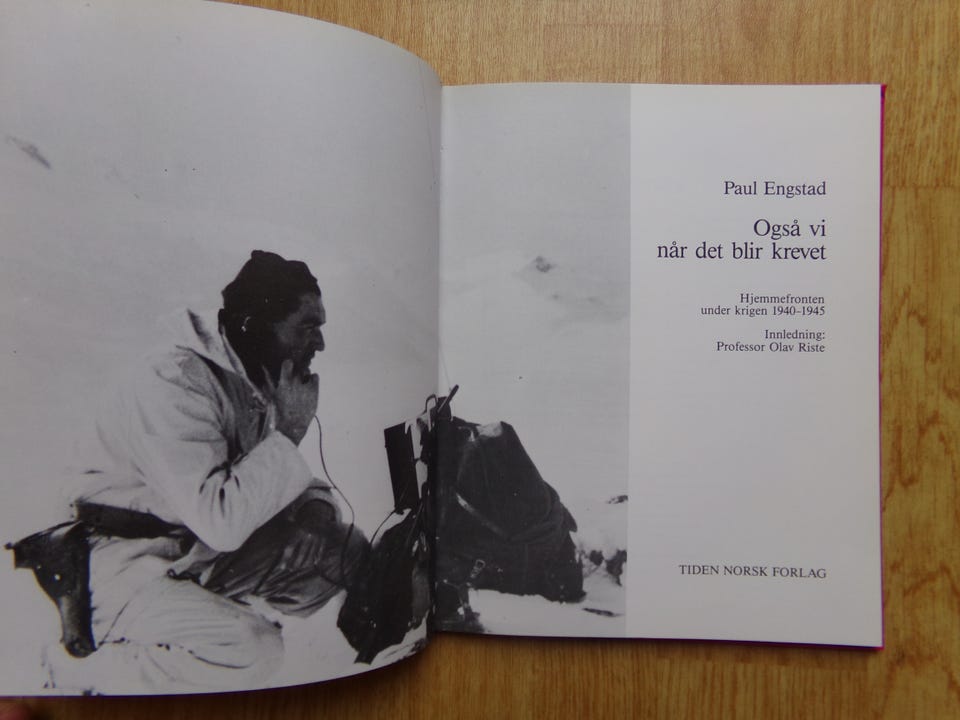 Paul Engstad
Også vi
når det blir krevet
Hjemmefronten
under krigen 1940–1945
Innledning:
Professor Olav Riste
TIDEN NORSK FORLAG